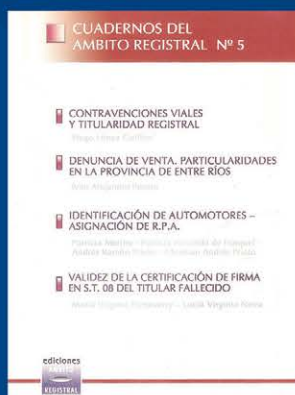 CUADERNOS DEL
AMBITO REGISTRAL Nº 5
CONTRAVENCIONES VIALES
Y TITULARIDAD REGISTRAL
DENUNCIA DE VENTA. PARTICULARIDADES
EN LA PROVINCIA DE ENTRE RÍOS
IDENTIFICACIÓN DE AUTOMOTORES –
ASIGNACIÓN DE R.P.A.
VALIDEZ DE LA CERTIFICACIÓN DE FIRMA
EN S.T. 08 DEL TITULAR FALLECIDO
ediciones
AMBITO
REGISTRAL